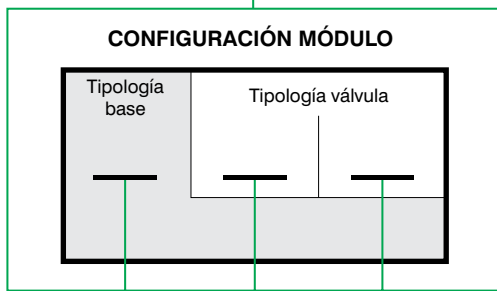 CONFIGURACIÓN MÓDULO
Tipología
base
Tipología válvula